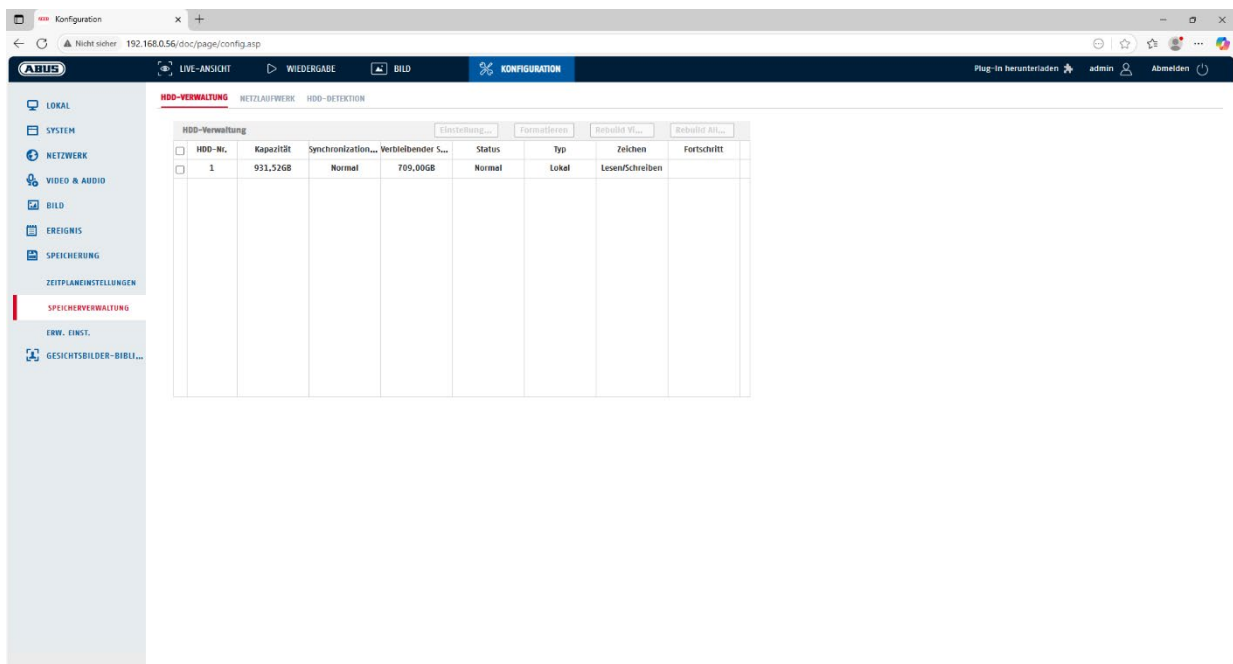 Konfiguration
Nicht sicher 192.168.0.56/doc/page/config.asp
ABUS LIVE-ANSICHT WIEDERGABE BILD KONFIGURATION Plug-in herunterladen admin Abmelden
HDD-VERWALTUNG NETZLAUFWERK HDD-DETEKTION
LOKAL
SYSTEM
NETZWERK
VIDEO & AUDIO
BILD
EREIGNIS
SPEICHERUNG
ZEITPLANEINSTELLUNGEN
SPEICHERVERWALTUNG
ERW. EINST.
GESICHTSBILDER-BIBLI...
HDD-Verwaltung Einstellung... Formatieren Rebuild Vi... Rebuild All...
HDD-Nr. Kapazität Synchronization... Verbleibender S... Status Typ Zeichen Fortschritt
1 931,52GB Normal 709,00GB Normal Lokal Lesen/Schreiben